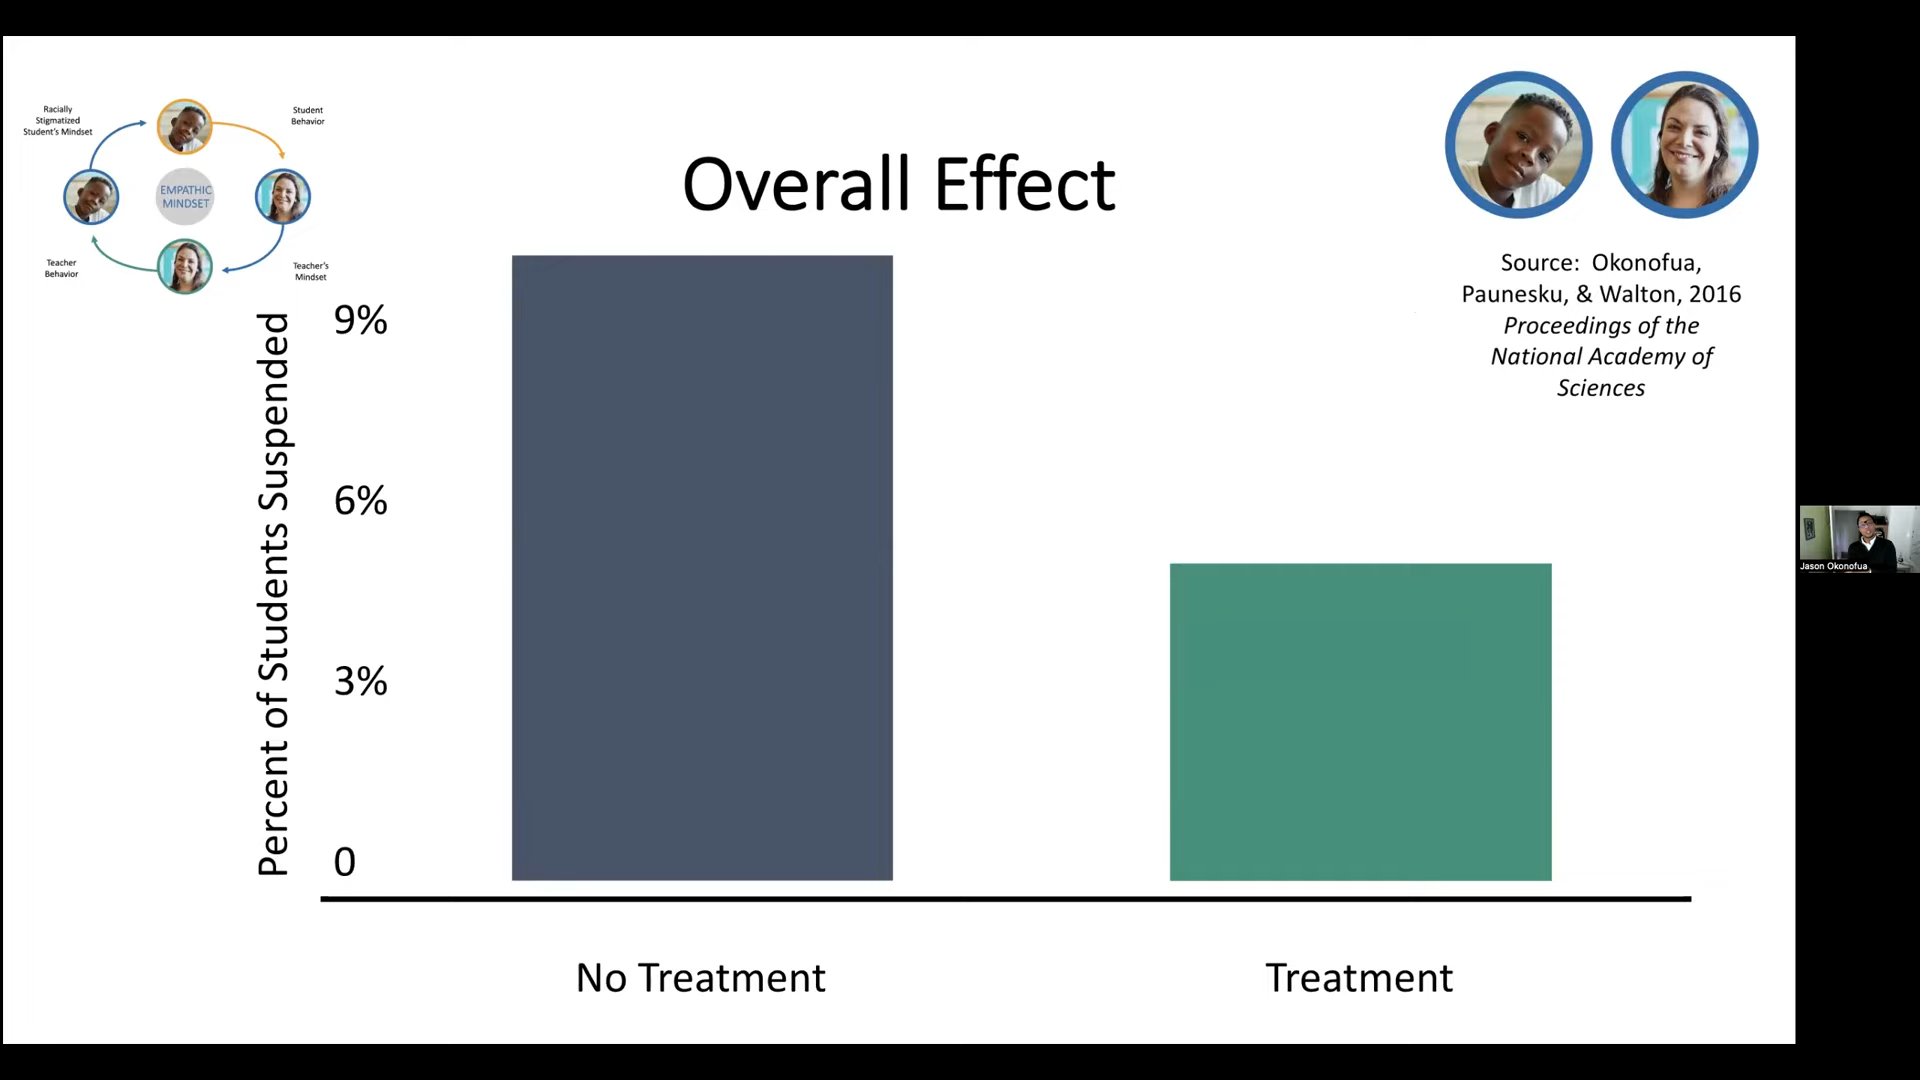 Racially
Stigmatized
Student's Mindset
Student
Behavior
EMPATHIC
MINDSET
Teacher
Behavior
Teacher's
Mindset
Overall Effect
Source: Okonofua,
Paunesku, & Walton, 2016
Proceedings of the
National Academy of
Sciences
Percent of Students Suspended
9%
6%
3%
0
No Treatment
Treatment
Jason Okonofua